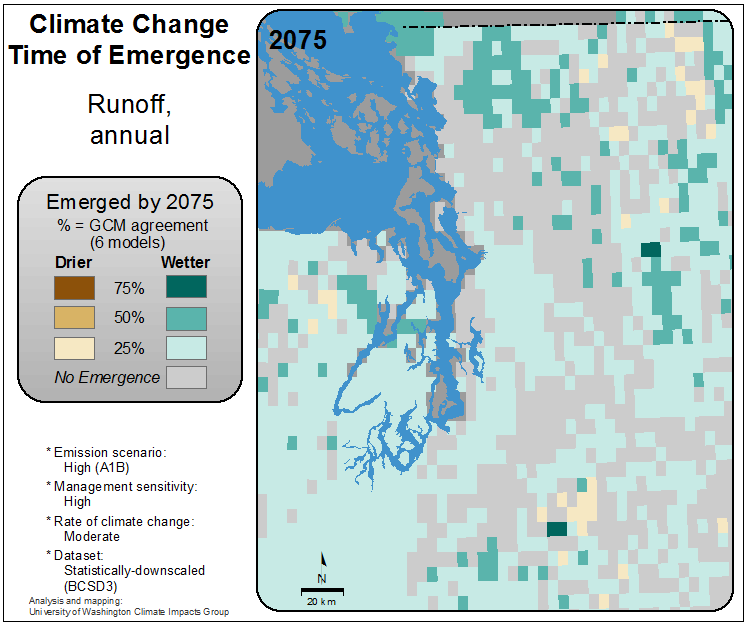 Climate Change
Time of Emergence
Runoff,
annual
Emerged by 2075
% = GCM agreement
(6 models)
Drier Wetter
75%
50%
25%
No Emergence
* Emission scenario:
High (A1B)
* Management sensitivity:
High
* Rate of climate change:
Moderate
* Dataset:
Statistically-downscaled
(BCSD3)
Analysis and mapping:
University of Washington Climate Impacts Group
2075
N
20 km